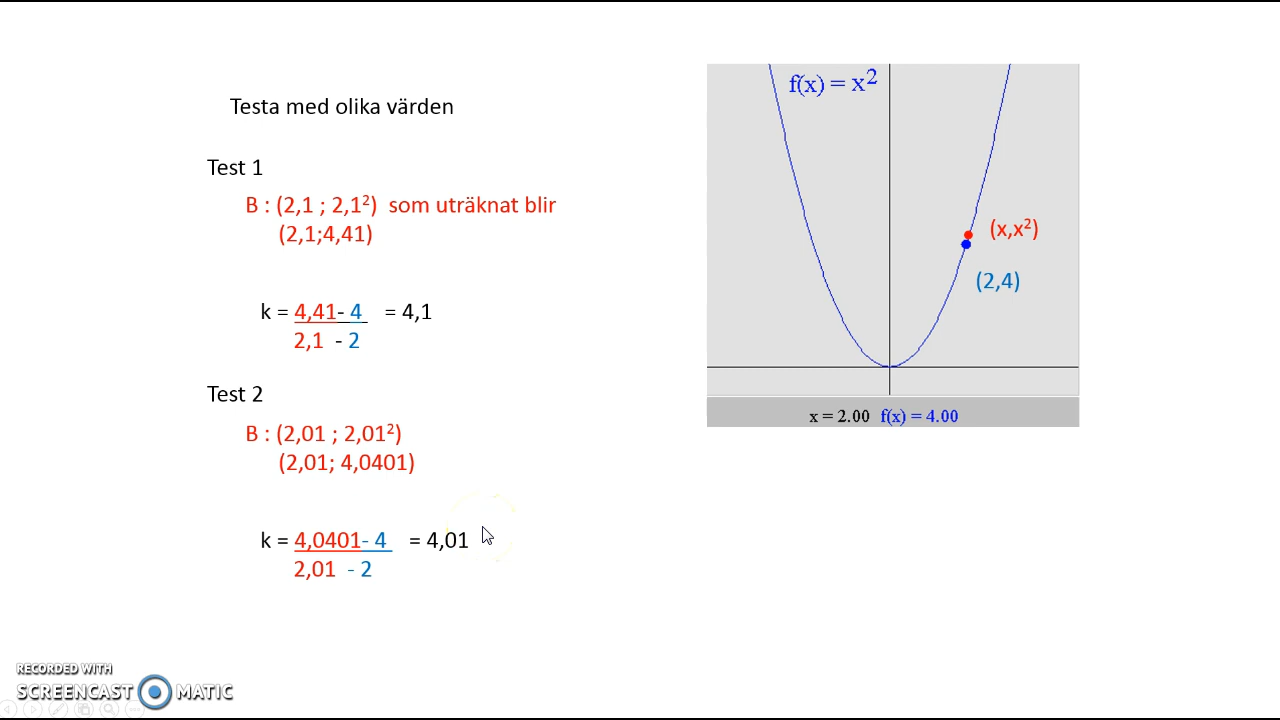 Testa med olika värden
Test 1
B : (2,1 ; 2,1²) som uträknat blir
(2,1;4,41)
k = 4,41- 4 = 4,1
2,1 - 2
Test 2
B : (2,01 ; 2,01²)
(2,01; 4,0401)
k = 4,0401- 4 = 4,01
2,01 - 2
f(x) = x²
(x,x²)
(2,4)
x = 2.00 f(x) = 4.00
RECORDED WITH
SCREENCAST MATIC